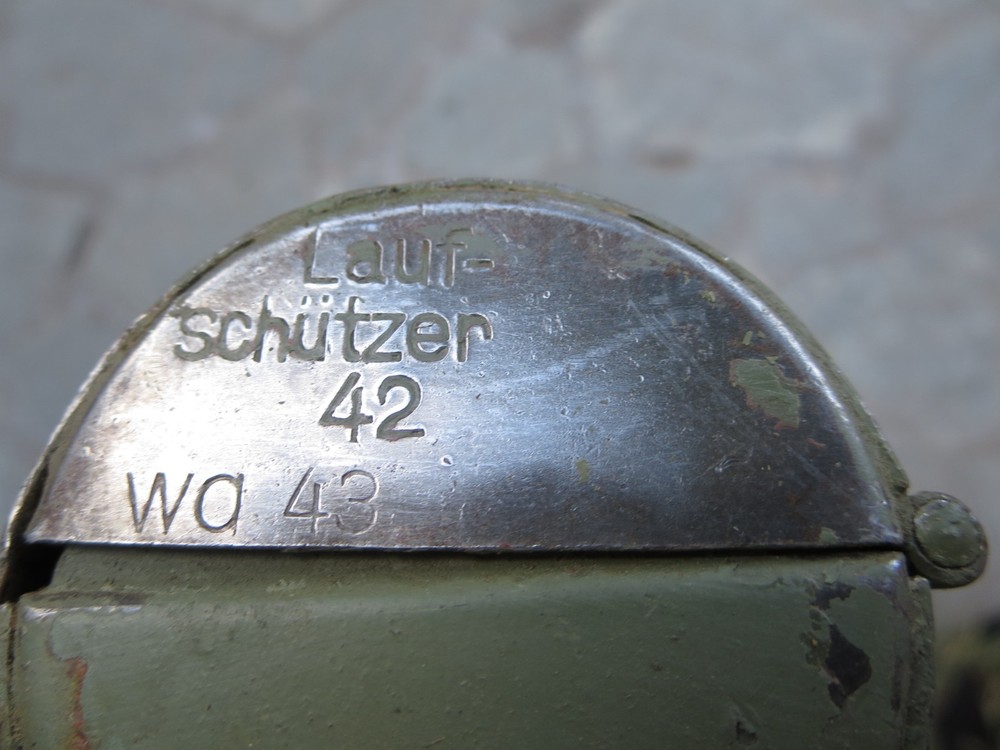 Lauf-
schützer
42
wa 43